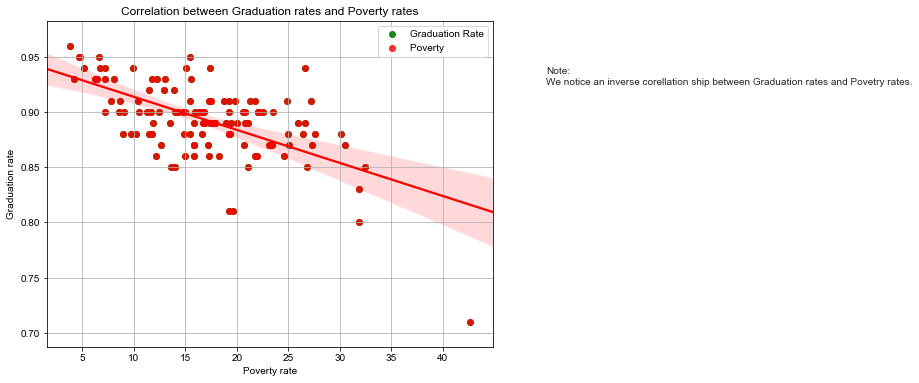 Correlation between Graduation rates and Poverty rates
Graduation Rate
Poverty
0.95
0.90
0.85
0.80
0.75
0.70
Graduation rate
5 10 15 20 25 30 35 40
Poverty rate
Note:
We notice an inverse corellation ship between Graduation rates and Povetry rates.